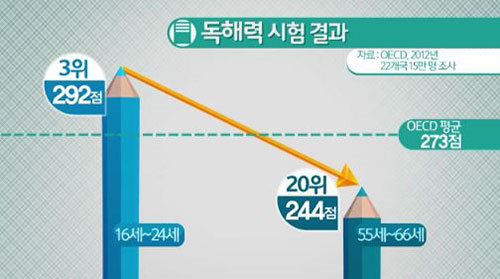 독해력 시험 결과
자료 : OECD, 2012년
22개국 15만 명 조사
3위
292점
OECD 평균
273점
20위
244점
16세~24세
55세~66세